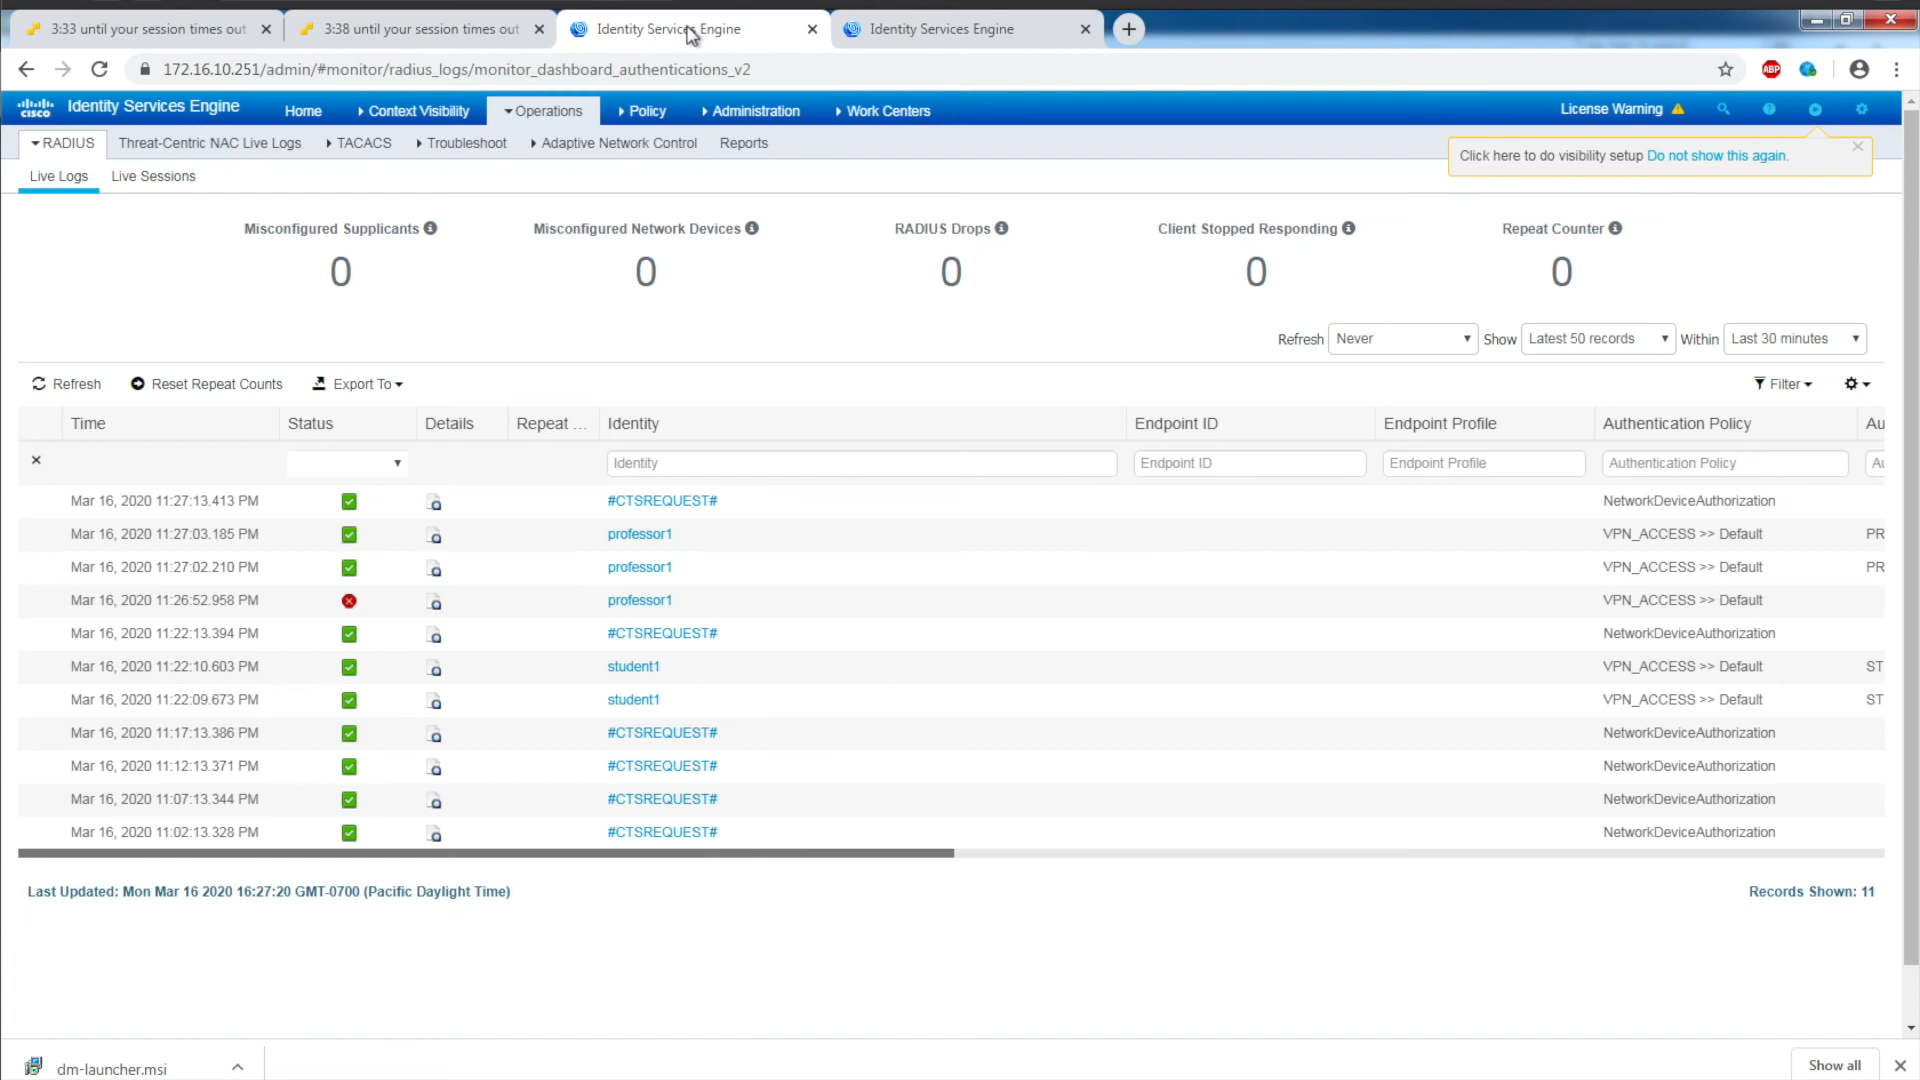 3:33 until your session times out
3:38 until your session times out
Identity Services Engine
Identity Services Engine
172.16.10.251/admin/#monitor/radius_logs/monitor_dashboard_authentications_v2
ABP
cisco Identity Services Engine Home Context Visibility Operations Policy Administration Work Centers License Warning
RADIUS Threat-Centric NAC Live Logs TACACS Troubleshoot Adaptive Network Control Reports
Click here to do visibility setup Do not show this again.
Live Logs Live Sessions
Misconfigured Supplicants Misconfigured Network Devices RADIUS Drops Client Stopped Responding Repeat Counter
0 0 0 0 0
Refresh Never Show Latest 50 records Within Last 30 minutes
Refresh Reset Repeat Counts Export To Filter
Time Status Details Repeat ... Identity Endpoint ID Endpoint Profile Authentication Policy Au
Identity Endpoint ID Endpoint Profile Authentication Policy Au
Mar 16, 2020 11:27:13.413 PM #CTSREQUEST# NetworkDeviceAuthorization
Mar 16, 2020 11:27:03.185 PM professor1 VPN_ACCESS >> Default PR
Mar 16, 2020 11:27:02.210 PM professor1 VPN_ACCESS >> Default PR
Mar 16, 2020 11:26:52.958 PM professor1 VPN_ACCESS >> Default
Mar 16, 2020 11:22:13.394 PM #CTSREQUEST# NetworkDeviceAuthorization
Mar 16, 2020 11:22:10.603 PM student1 VPN_ACCESS >> Default ST
Mar 16, 2020 11:22:09.673 PM student1 VPN_ACCESS >> Default ST
Mar 16, 2020 11:17:13.386 PM #CTSREQUEST# NetworkDeviceAuthorization
Mar 16, 2020 11:12:13.371 PM #CTSREQUEST# NetworkDeviceAuthorization
Mar 16, 2020 11:07:13.344 PM #CTSREQUEST# NetworkDeviceAuthorization
Mar 16, 2020 11:02:13.328 PM #CTSREQUEST# NetworkDeviceAuthorization
Last Updated: Mon Mar 16 2020 16:27:20 GMT-0700 (Pacific Daylight Time) Records Shown: 11
dm-launcher.msi Show all